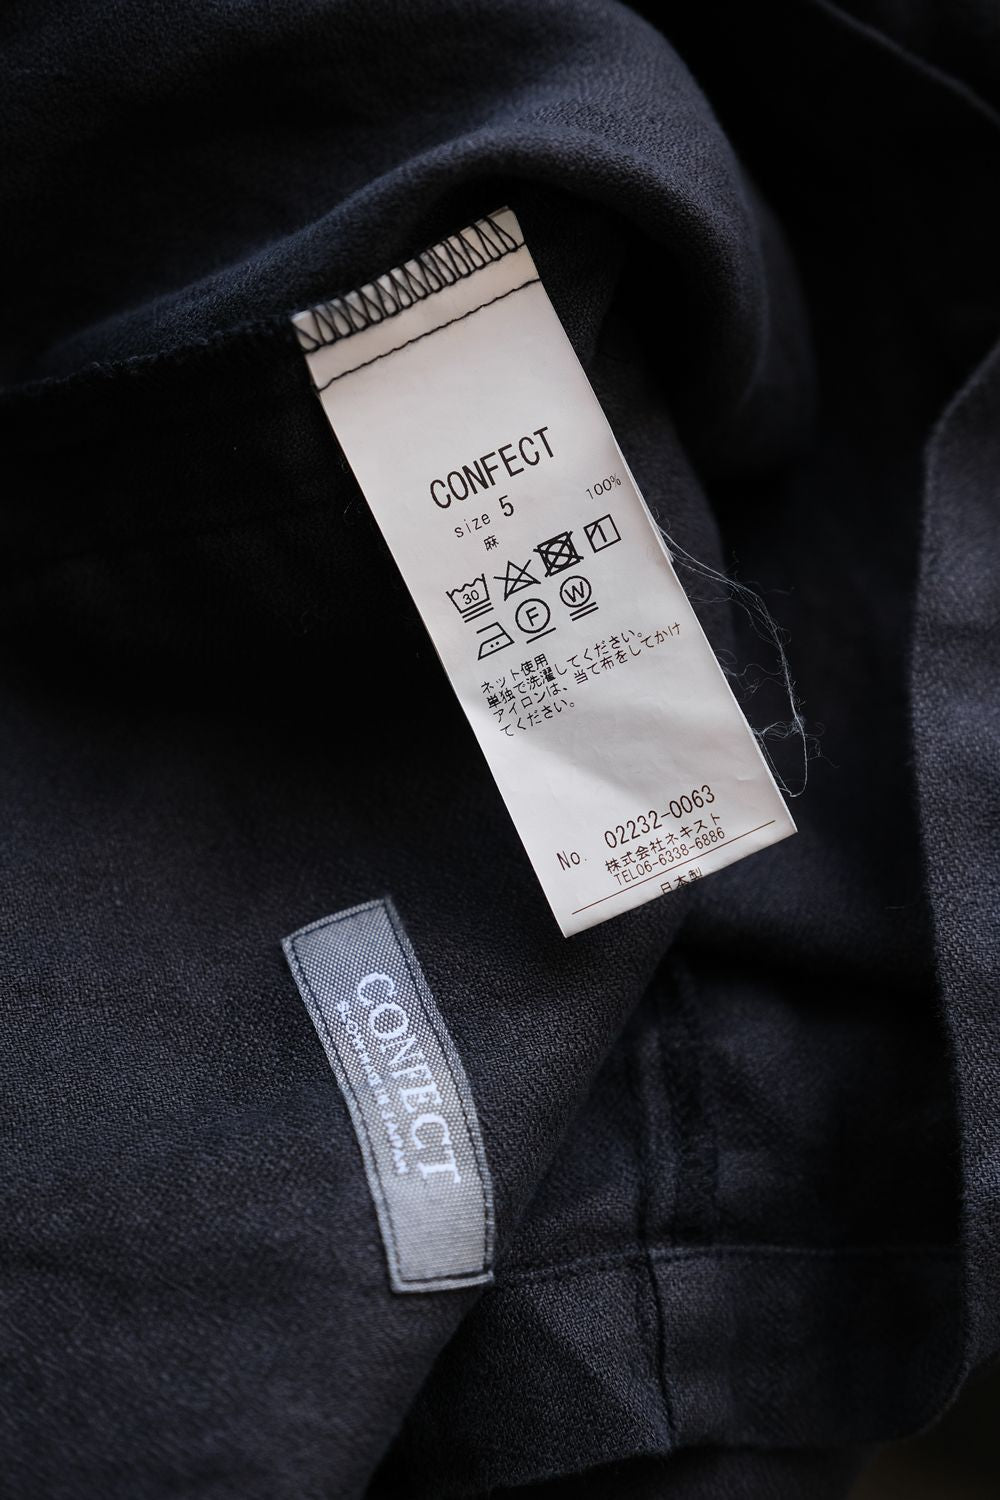 CONFECT
size 5
麻 100%
30
F W
ネット使用
単独で洗濯してください。
アイロンは、当て布をしてかけ
てください。
No. 02232-0063
株式会社ネキスト
TEL06-6338-6886
日本製
CONFECT